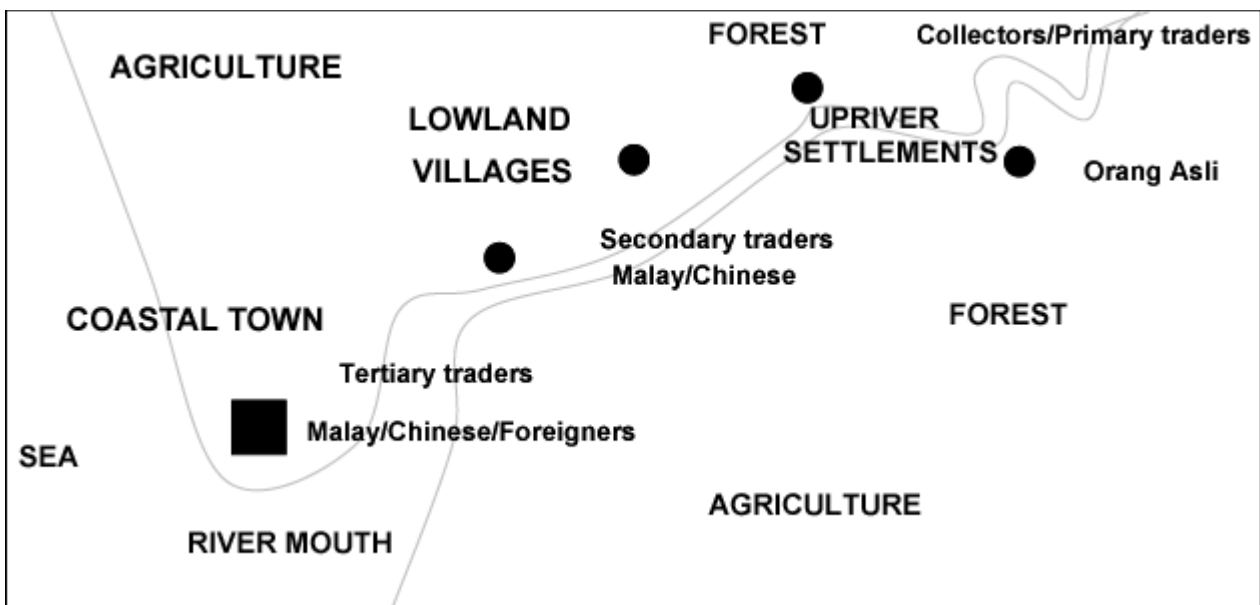 FOREST
Collectors/Primary traders
AGRICULTURE
LOWLAND
VILLAGES
UPRIVER
SETTLEMENTS
Orang Asli
Secondary traders
Malay/Chinese
COASTAL TOWN
FOREST
Tertiary traders
Malay/Chinese/Foreigners
SEA
AGRICULTURE
RIVER MOUTH